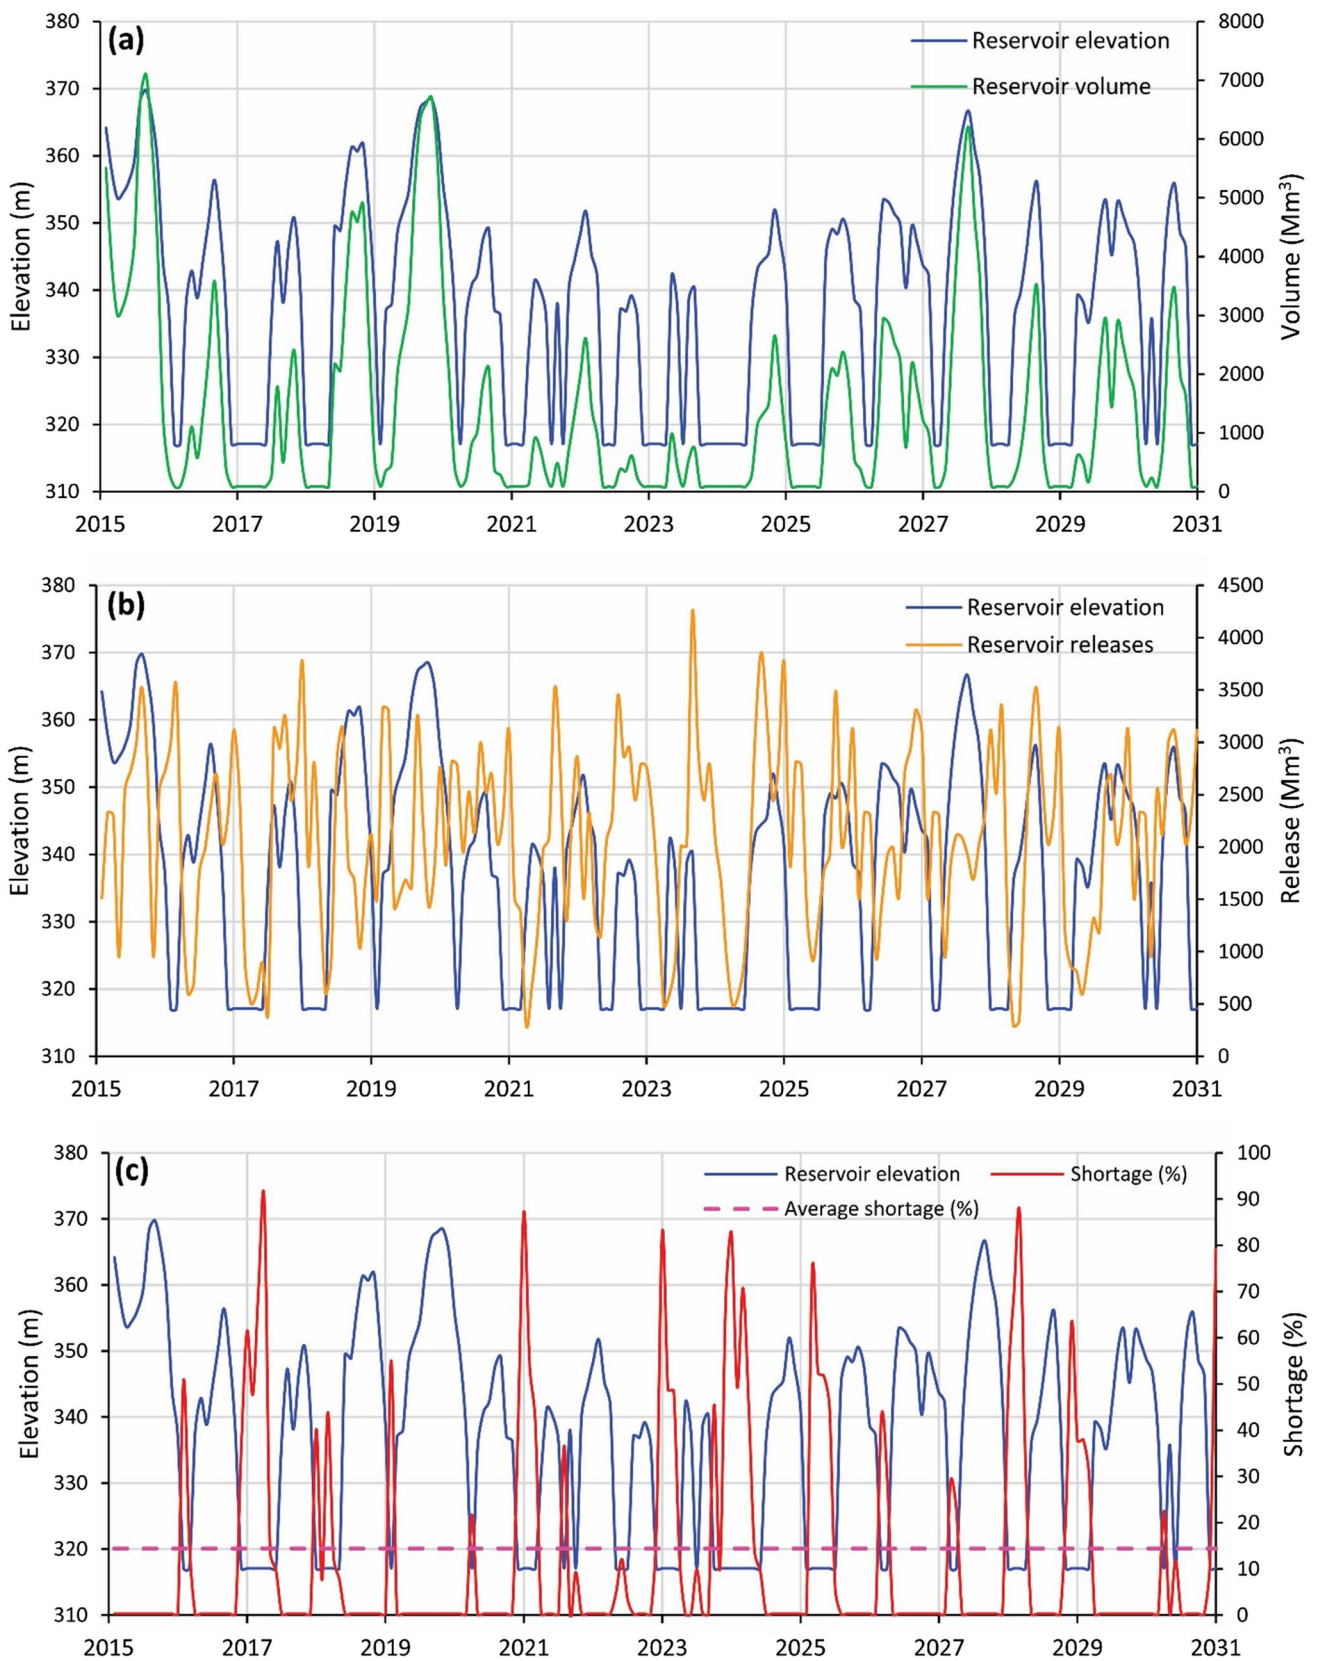 (a)
Reservoir elevation
Reservoir volume
Elevation (m)
380
370
360
350
340
330
320
310
Volume (Mm³)
8000
7000
6000
5000
4000
3000
2000
1000
0
2015 2017 2019 2021 2023 2025 2027 2029 2031
(b)
Reservoir elevation
Reservoir releases
Elevation (m)
380
370
360
350
340
330
320
310
Release (Mm³)
4500
4000
3500
3000
2500
2000
1500
1000
500
0
2015 2017 2019 2021 2023 2025 2027 2029 2031
(c)
Reservoir elevation
Shortage (%)
Average shortage (%)
Elevation (m)
380
370
360
350
340
330
320
310
Shortage (%)
100
90
80
70
60
50
40
30
20
10
0
2015 2017 2019 2021 2023 2025 2027 2029 2031